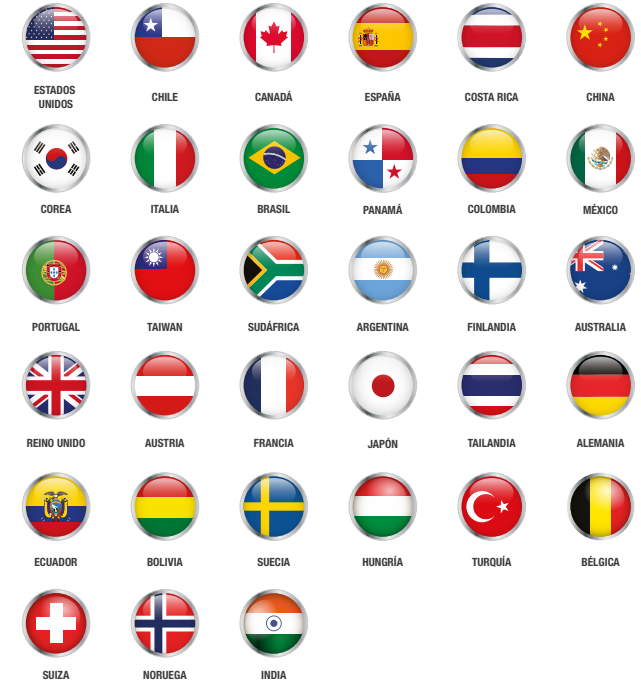 ESTADOS
UNIDOS
CHILE
CANADÁ
ESPAÑA
COSTA RICA
CHINA
COREA
ITALIA
BRASIL
PANAMÁ
COLOMBIA
MÉXICO
PORTUGAL
TAIWAN
SUDÁFRICA
ARGENTINA
FINLANDIA
AUSTRALIA
REINO UNIDO
AUSTRIA
FRANCIA
JAPÓN
TAILANDIA
ALEMANIA
ECUADOR
BOLIVIA
SUECIA
HUNGRÍA
TURQUÍA
BÉLGICA
SUIZA
NORUEGA
INDIA